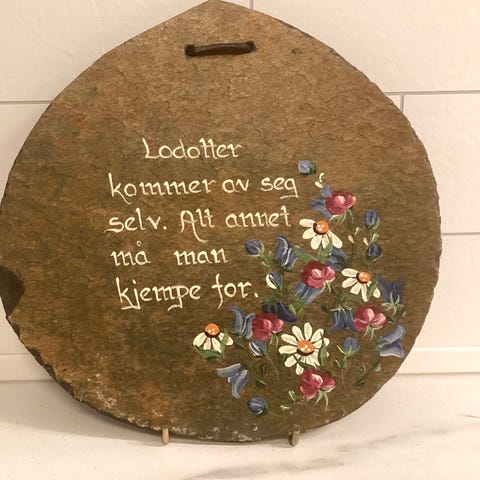 Lodotter
kommer av seg
selv. Alt annet
må man
kjempe for.